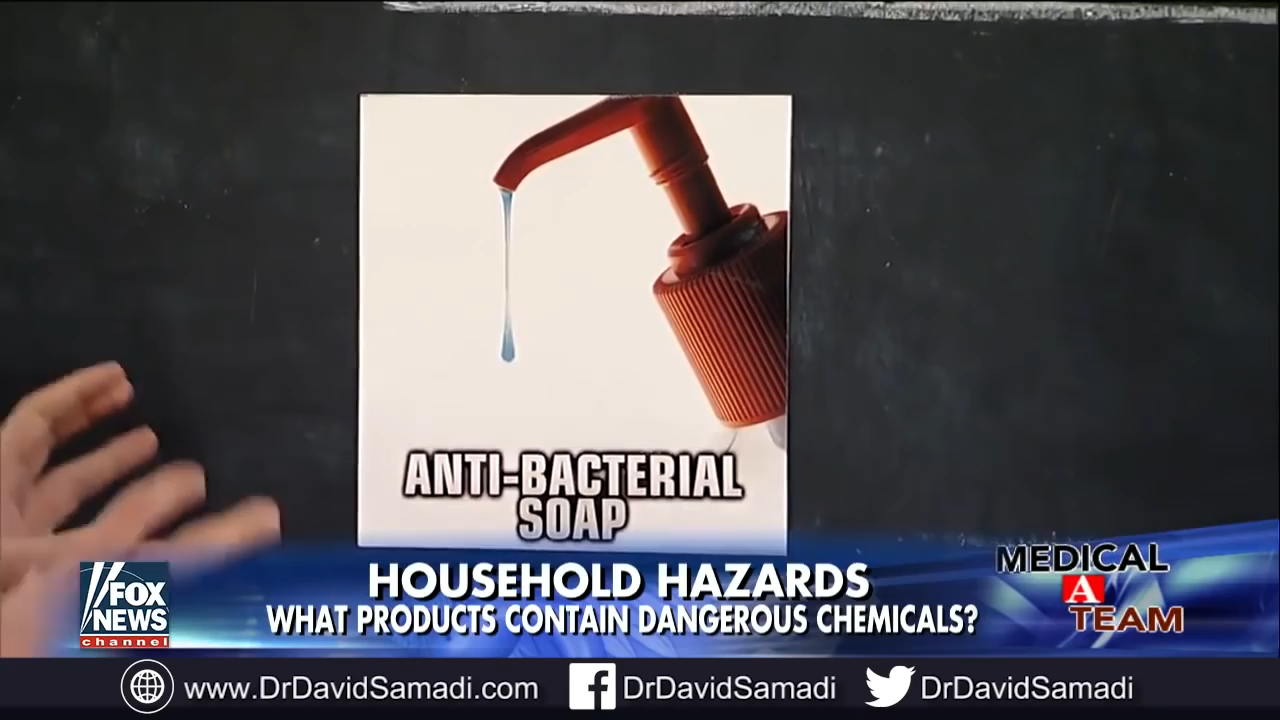 ANTI-BACTERIAL
SOAP
HOUSEHOLD HAZARDS
WHAT PRODUCTS CONTAIN DANGEROUS CHEMICALS?
FOX
NEWS
channel
MEDICAL
A
TEAM
www.DrDavidSamadi.com
DrDavidSamadi
DrDavidSamadi